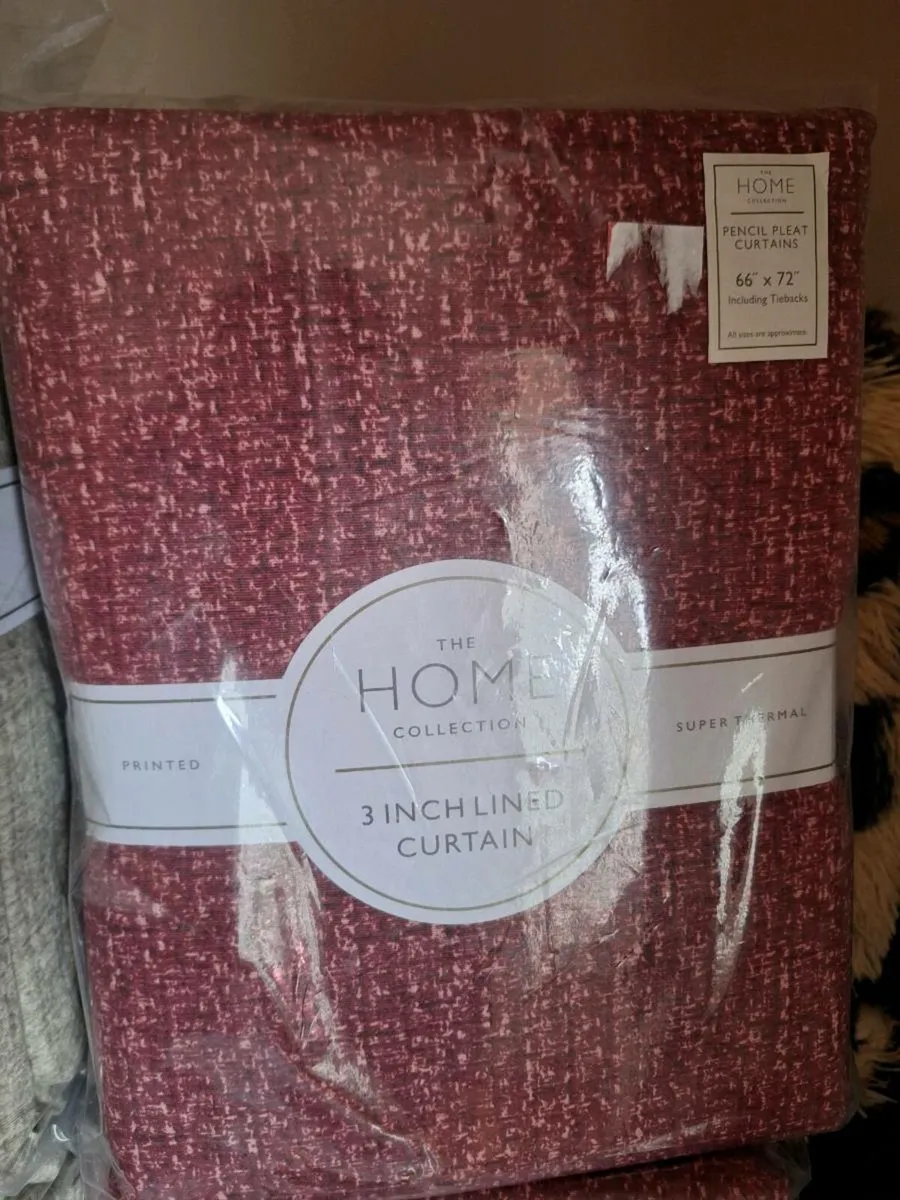 THE
HOME
COLLECTION
PENCIL PLEAT
CURTAINS
66" x 72"
Including Tiebacks
All sizes are approximate.
THE
HOME
COLLECTION
3 INCH LINED
CURTAIN
PRINTED
SUPER THERMAL